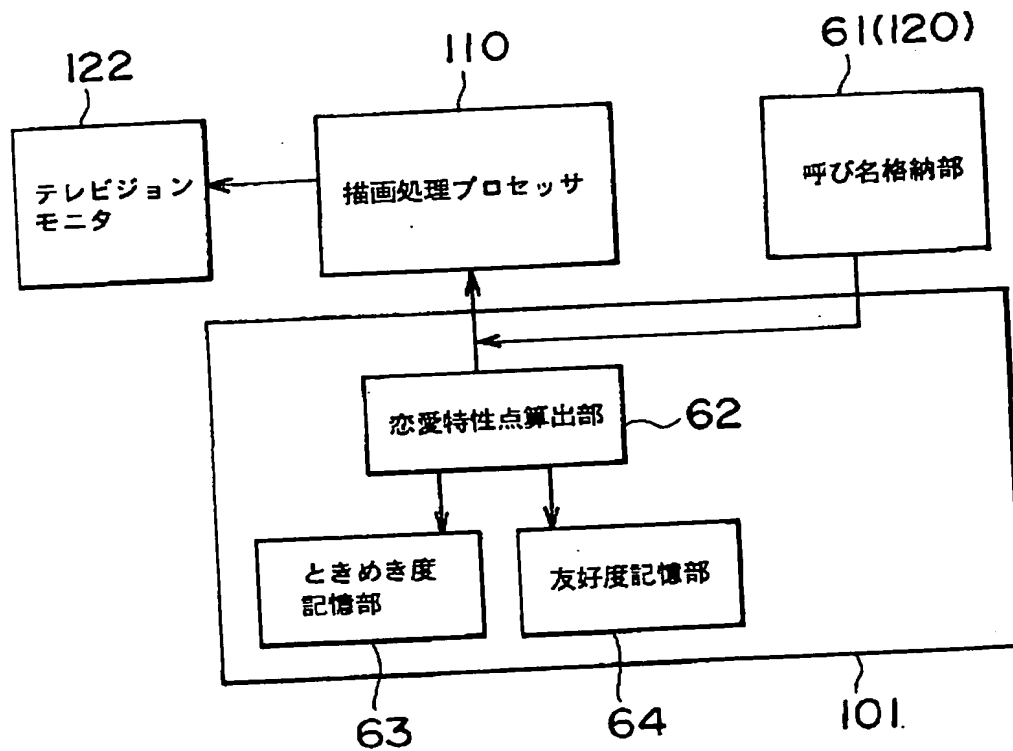 122
110
61(120)
テレビジョン
モニタ
描画処理プロセッサ
呼び名格納部
恋愛特性点算出部
62
ときめき度
記憶部
友好度記憶部
63
64
101